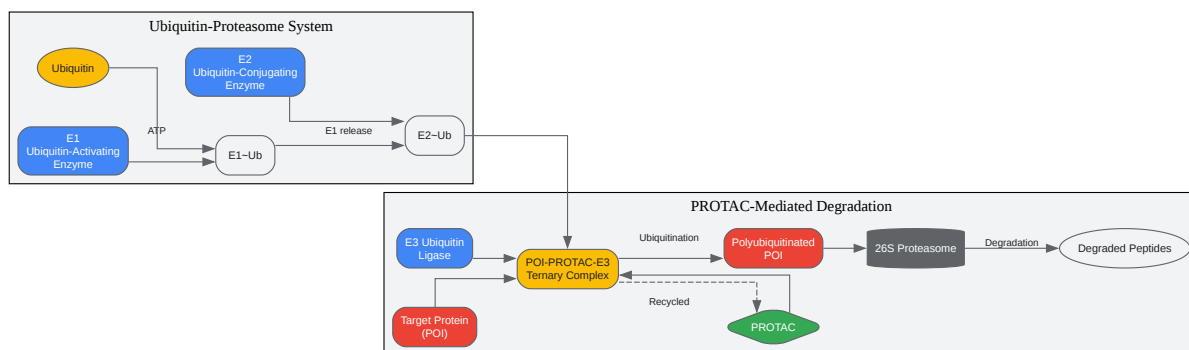 Ubiquitin-Proteasome System
Ubiquitin
E2
Ubiquitin-Conjugating
Enzyme
ATP
E1 release
E2~Ub
E1
Ubiquitin-Activating
Enzyme
E1~Ub
PROTAC-Mediated Degradation
E3 Ubiquitin
Ligase
Ubiquitination
Polyubiquitinated
POI
26S Proteasome
Degradation
Degraded Peptides
POI-PROTAC-E3
Ternary Complex
Recycled
Target Protein
(POI)
PROTAC